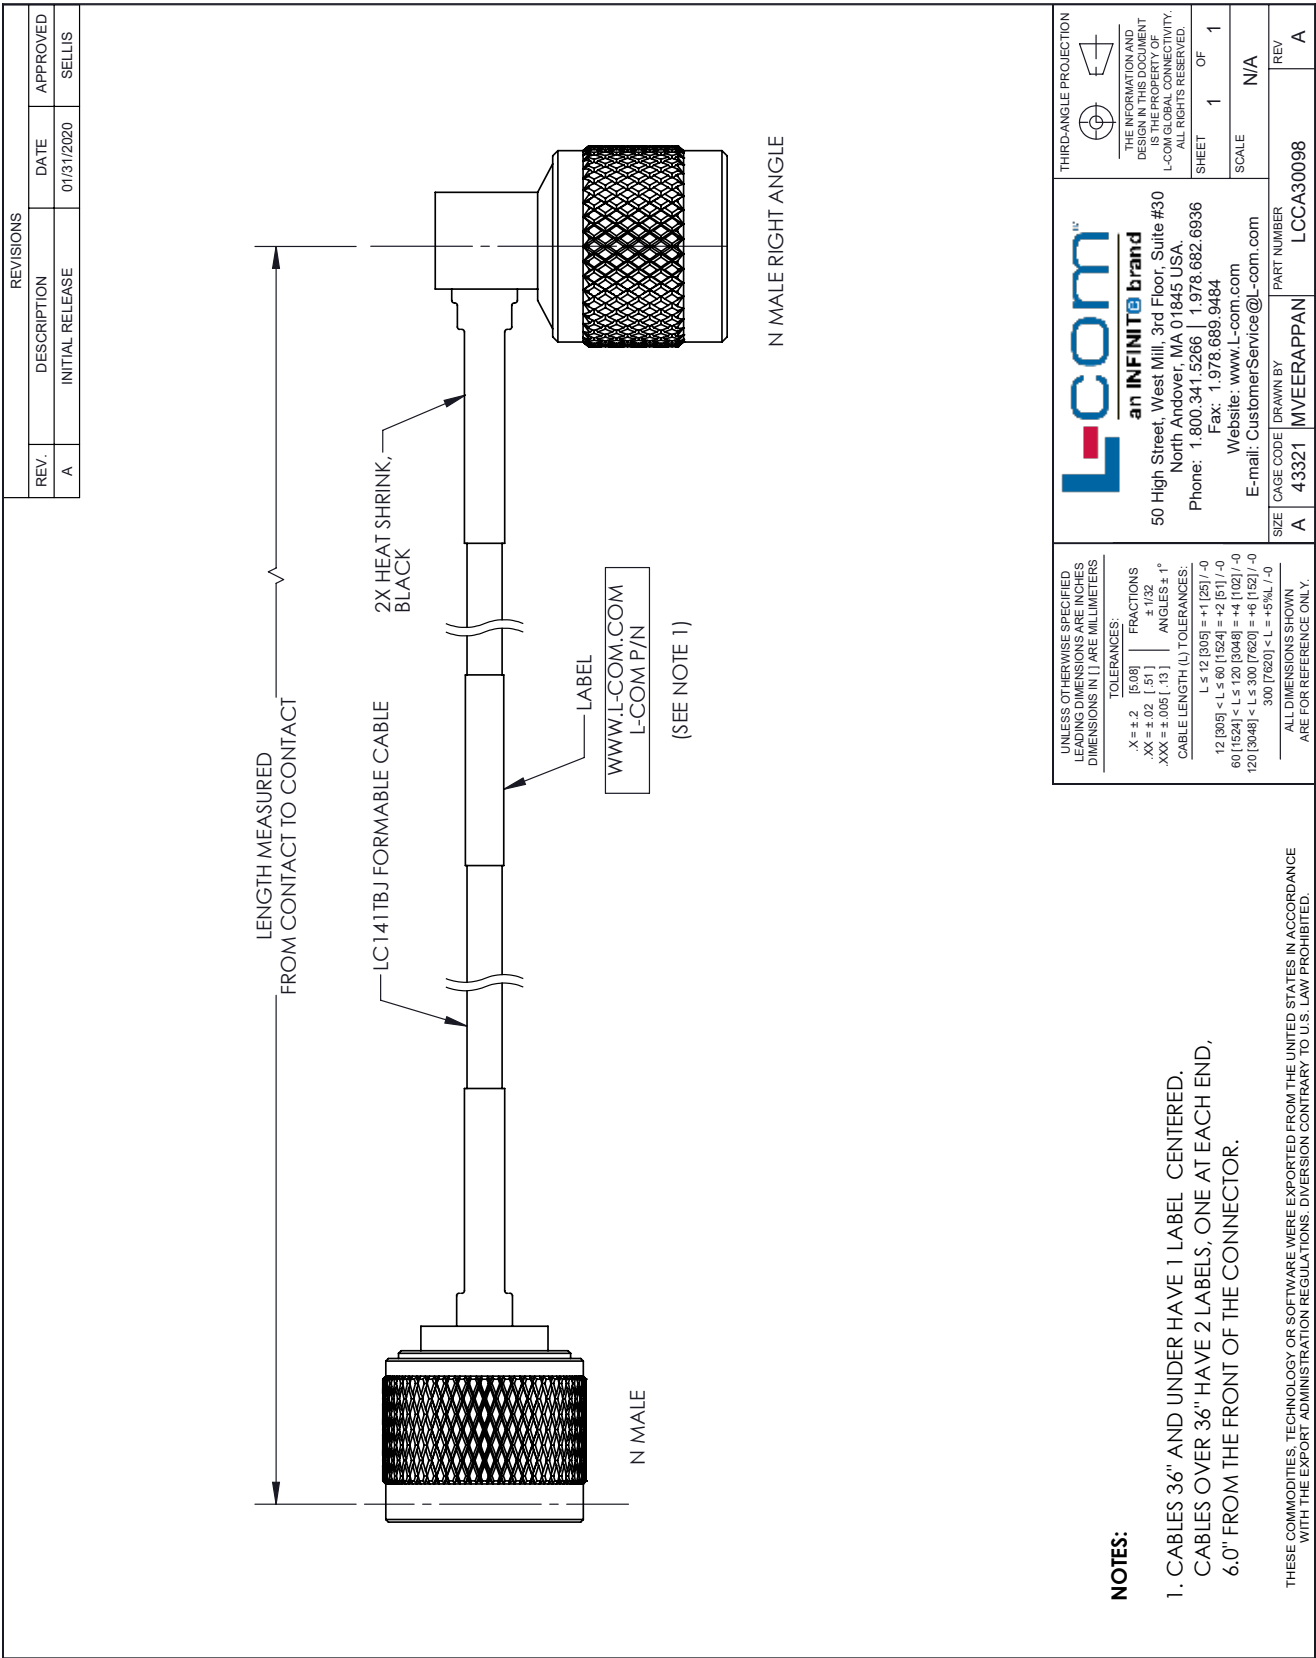 REVISIONS
REV. DESCRIPTION DATE APPROVED
A INITIAL RELEASE 01/31/2020 SELLIS
LENGTH MEASURED
FROM CONTACT TO CONTACT
LC141TBJ FORMABLE CABLE
2X HEAT SHRINK,
BLACK
LABEL
WWW.L-COM.COM
L-COM P/N
(SEE NOTE 1)
N MALE
N MALE RIGHT ANGLE
NOTES:
1. CABLES 36" AND UNDER HAVE 1 LABEL CENTERED.
CABLES OVER 36" HAVE 2 LABELS, ONE AT EACH END,
6.0" FROM THE FRONT OF THE CONNECTOR.
THESE COMMODITIES, TECHNOLOGY OR SOFTWARE WERE EXPORTED FROM THE UNITED STATES IN ACCORDANCE
WITH THE EXPORT ADMINISTRATION REGULATIONS. DIVERSION CONTRARY TO U.S. LAW PROHIBITED.
UNLESS OTHERWISE SPECIFIED
LEADING DIMENSIONS ARE INCHES
DIMENSIONS IN [ ] ARE MILLIMETERS
TOLERANCES:
.X = ± .2 [5.08] FRACTIONS
.XX = ± .02 [ .51 ] ± 1/32
.XXX = ± .005 [ .13 ] ANGLES ± 1°
CABLE LENGTH (L) TOLERANCES:
L ≤ 12 [305] = +1 [25] / -0
12 [305] < L ≤ 60 [1524] = +2 [51] / -0
60 [1524] < L ≤ 120 [3048] = +4 [102] / -0
120 [3048] < L ≤ 300 [7620] = +6 [152] / -0
300 [7620] < L = +5%L / -0
ALL DIMENSIONS SHOWN
ARE FOR REFERENCE ONLY.
L-com
an INFINIT@ brand
50 High Street, West Mill, 3rd Floor, Suite #30
North Andover, MA 01845 USA.
Phone: 1.800.341.5266 | 1.978.682.6936
Fax: 1.978.689.9484
Website: www.L-com.com
E-mail: CustomerService@L-com.com
THIRD-ANGLE PROJECTION
THE INFORMATION AND
DESIGN IN THIS DOCUMENT
IS THE PROPERTY OF
L-COM GLOBAL CONNECTIVITY.
ALL RIGHTS RESERVED.
SHEET 1 OF 1
SCALE N/A
SIZE A
CAGE CODE 43321
DRAWN BY MVEERAPPAN
PART NUMBER LCCA30098
REV A